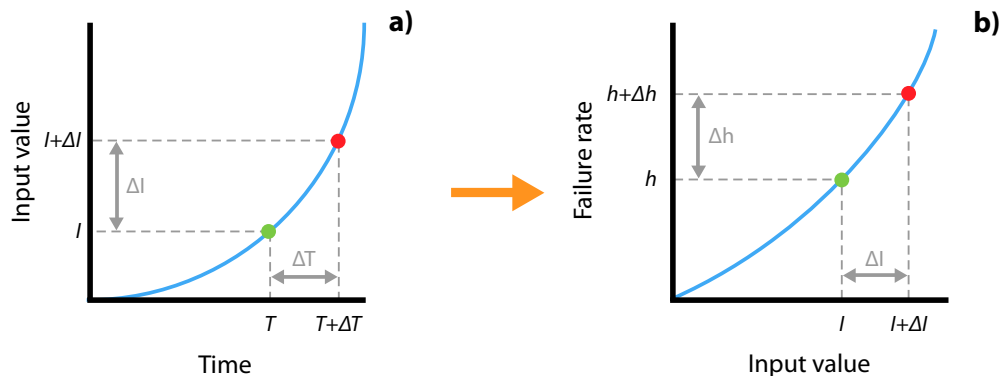 a)
Input value
I+ΔI
ΔI
I
ΔT
T
T+ΔT
Time
b)
Failure rate
h+Δh
Δh
h
ΔI
I
I+ΔI
Input value